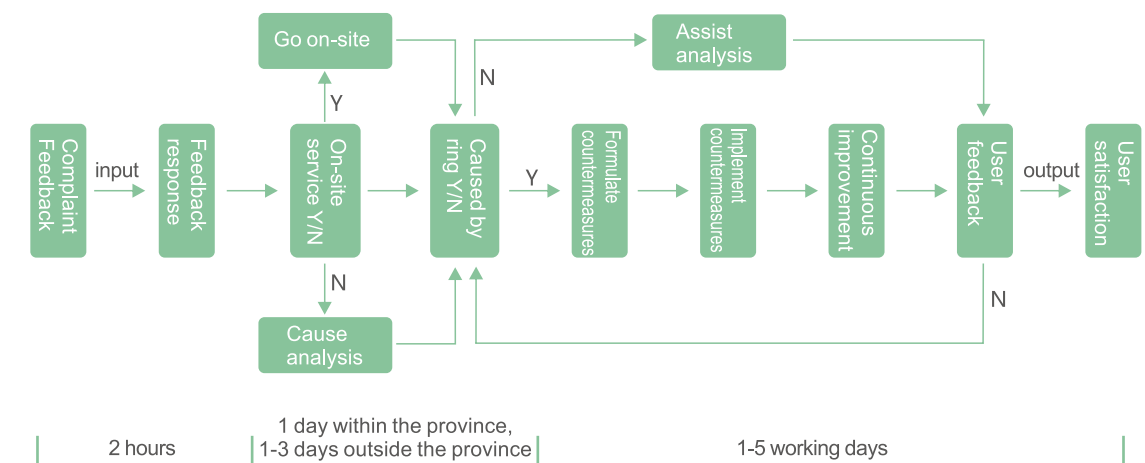 Go on-site
Assist
analysis
N
Y
Complaint
Feedback
input
Feedback
response
On-site
service Y/N
Caused by
ring Y/N
Y
Formulate
countermeasures
Implement
countermeasures
Continuous
improvement
User
feedback
output
User
satisfaction
N
N
Cause
analysis
2 hours
1 day within the province,
1-3 days outside the province
1-5 working days